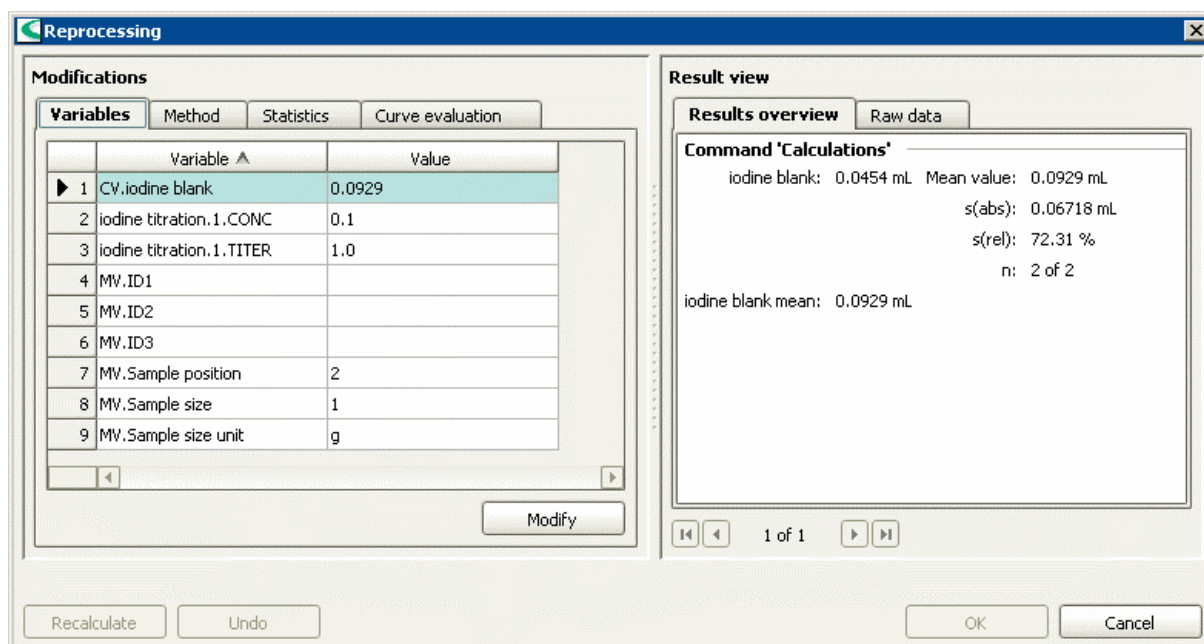 Reprocessing
Modifications
Variables Method Statistics Curve evaluation
Variable Value
1 CV.iodine blank 0.0929
2 iodine titration.1.CONC 0.1
3 iodine titration.1.TITER 1.0
4 MV.ID1
5 MV.ID2
6 MV.ID3
7 MV.Sample position 2
8 MV.Sample size 1
9 MV.Sample size unit g
Modify
Result view
Results overview Raw data
Command 'Calculations'
iodine blank: 0.0454 mL Mean value: 0.0929 mL
s(abs): 0.06718 mL
s(rel): 72.31 %
n: 2 of 2
iodine blank mean: 0.0929 mL
1 of 1
Recalculate Undo OK Cancel